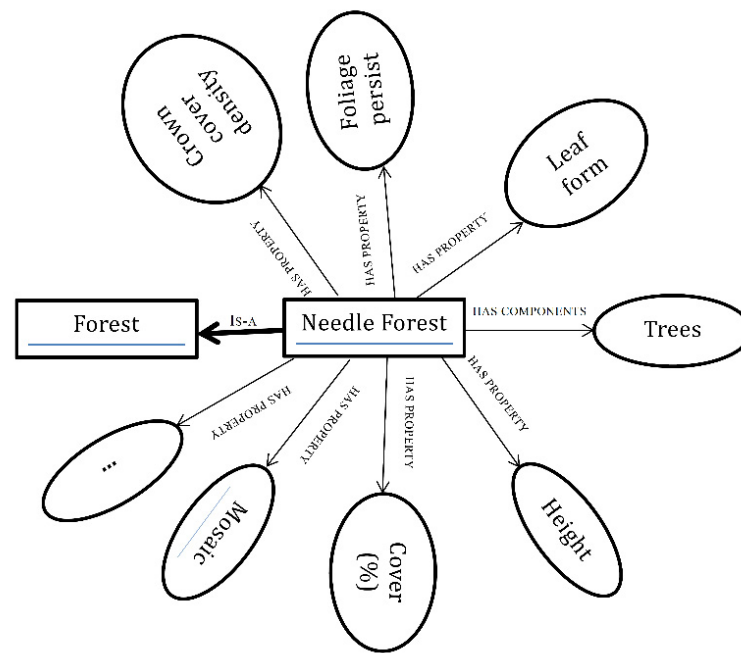 Crown
cover
density
Foliage
persist
Leaf
form
HAS PROPERTY
HAS PROPERTY
HAS PROPERTY
Forest
IS-A
Needle Forest
HAS COMPONENTS
Trees
HAS PROPERTY
HAS PROPERTY
HAS PROPERTY
HAS PROPERTY
...
Mosaic
Cover
(%)
Height